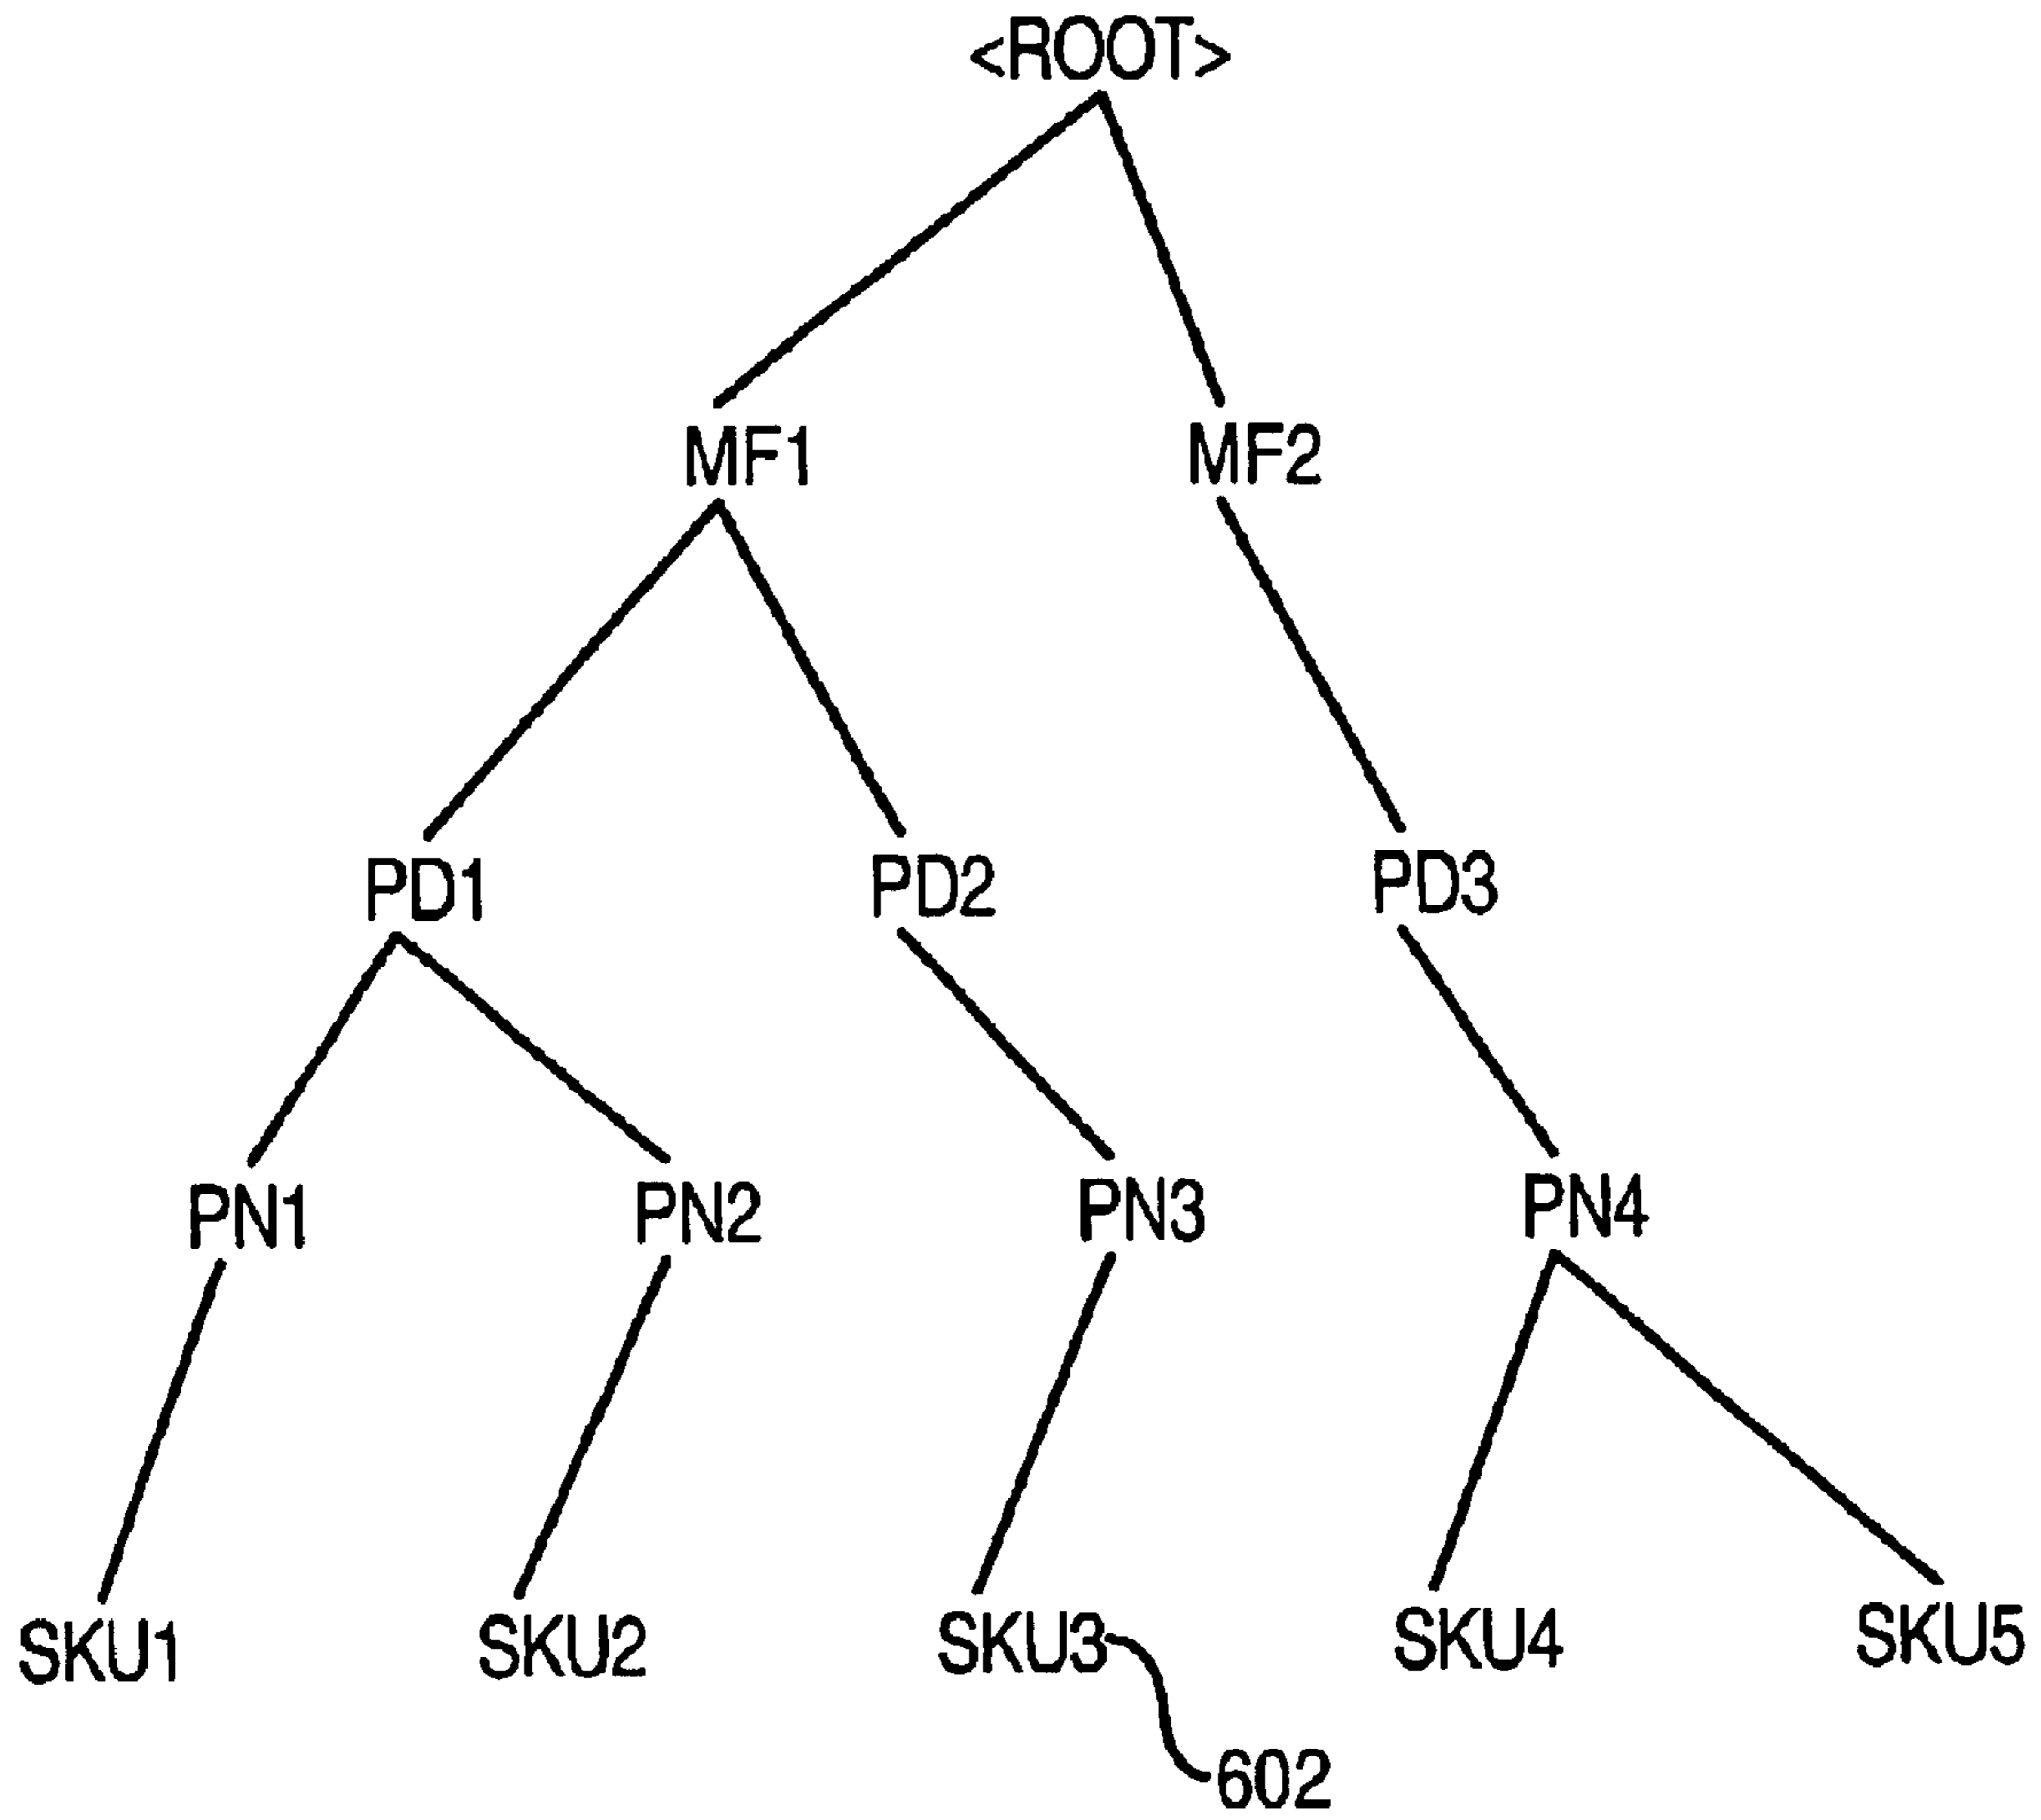 <ROOT>
MF1 MF2
PD1 PD2 PD3
PN1 PN2 PN3 PN4
SKU1 SKU2 SKU3 SKU4 SKU5
602